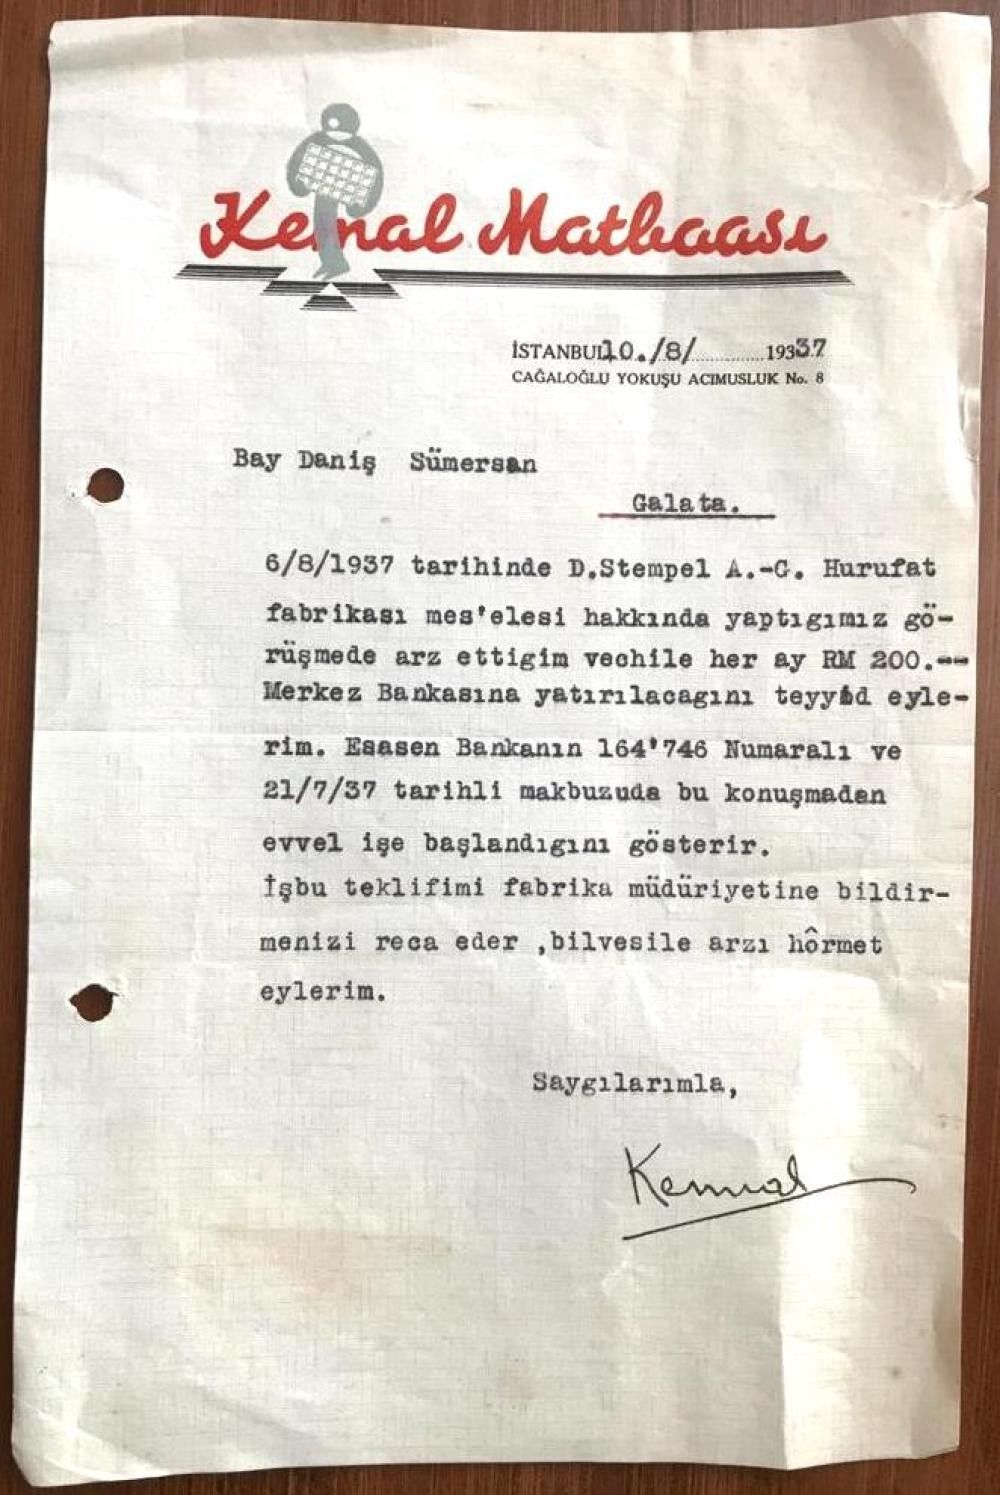 Kemal Matbaası
İSTANBUL 10./8/ 1937
CAĞALOĞLU YOKUŞU ACIMUSLUK No. 8
Bay Daniş Sümersan
Galata.
6/8/1937 tarihinde D.Stempel A.-G. Hurufat
fabrikası mes'elesi hakkında yaptıgımız gö-
rüşmede arz ettigim vechile her ay RM 200.--
Merkez Bankasına yatırılacagını teyyid eyle-
rim. Esasen Bankanın 164'746 Numaralı ve
21/7/37 tarihli makbuzuda bu konuşmadan
evvel işe başlandıgını gösterir.
İşbu teklifimi fabrika müdüriyetine bildir-
menizi reca eder ,bilvesile arzı hôrmet
eylerim.
Saygılarımla,
Kemal